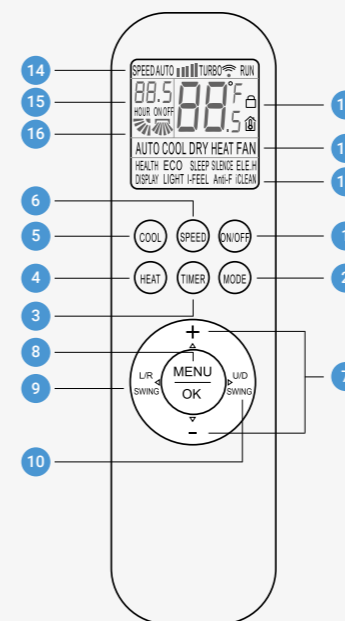 14
SPEED AUTO TURBO RUN
15
88.5 88.5 °F
HOUR ON OFF
16
AUTO COOL DRY HEAT FAN
HEALTH ECO SLEEP SILENCE ELE.H
DISPLAY LIGHT I-FEEL Anti-F iCLEAN
6
5 COOL SPEED ON/OFF
4 HEAT TIMER MODE
3
+
8
9 L/R SWING MENU OK U/D SWING 7
10
-